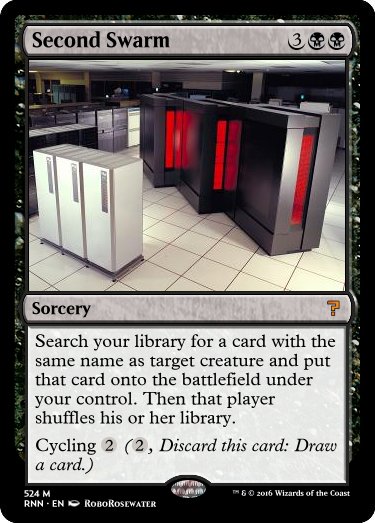 Second Swarm 3
Sorcery
Search your library for a card with the
same name as target creature and put
that card onto the battlefield under
your control. Then that player
shuffles his or her library.
Cycling 2 (2, Discard this card: Draw
a card.)
524 M
RNN • EN RoboRosewater
™ & © 2016 Wizards of the Coast